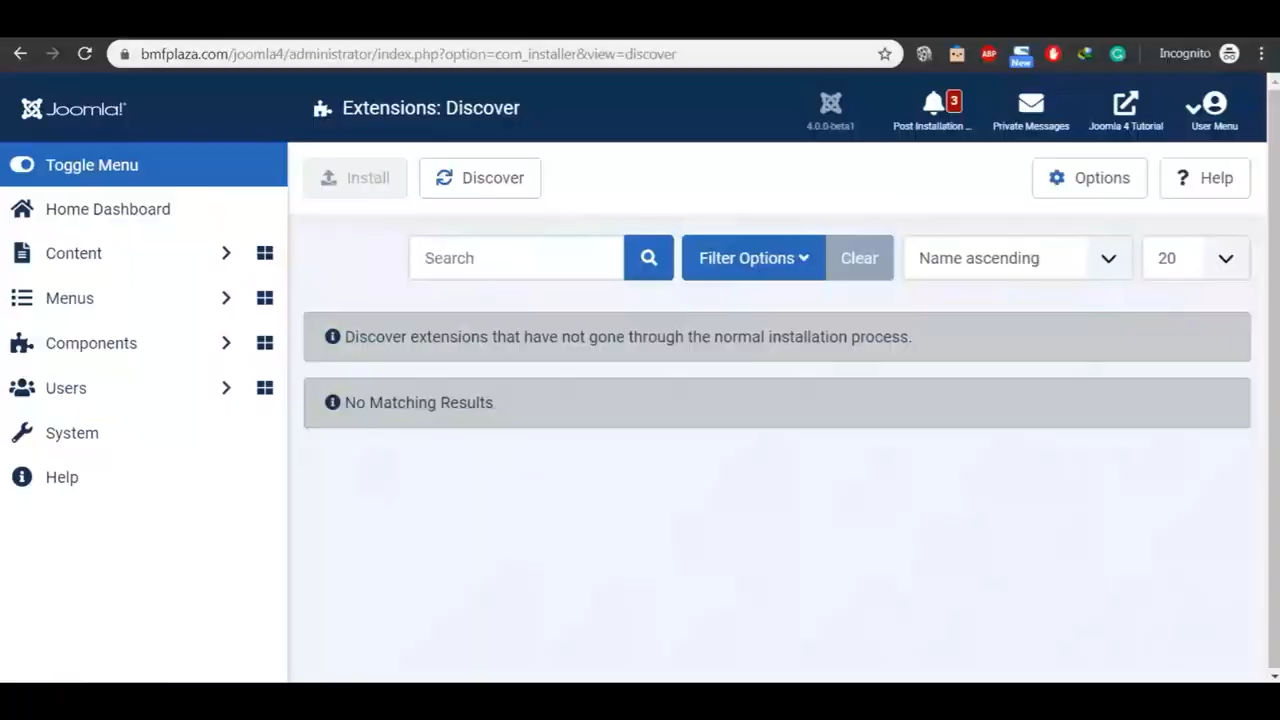 bmfplaza.com/joomla4/administrator/index.php?option=com_installer&view=discover
ABP
New
Incognito
Joomla!
Extensions: Discover
4.0.0-beta1
3
Post Installation ...
Private Messages
Joomla 4 Tutorial
User Menu
Toggle Menu
Install
Discover
Options
? Help
Home Dashboard
Content
Search
Filter Options
Clear
Name ascending
20
Menus
Components
Users
System
Help
Discover extensions that have not gone through the normal installation process.
No Matching Results